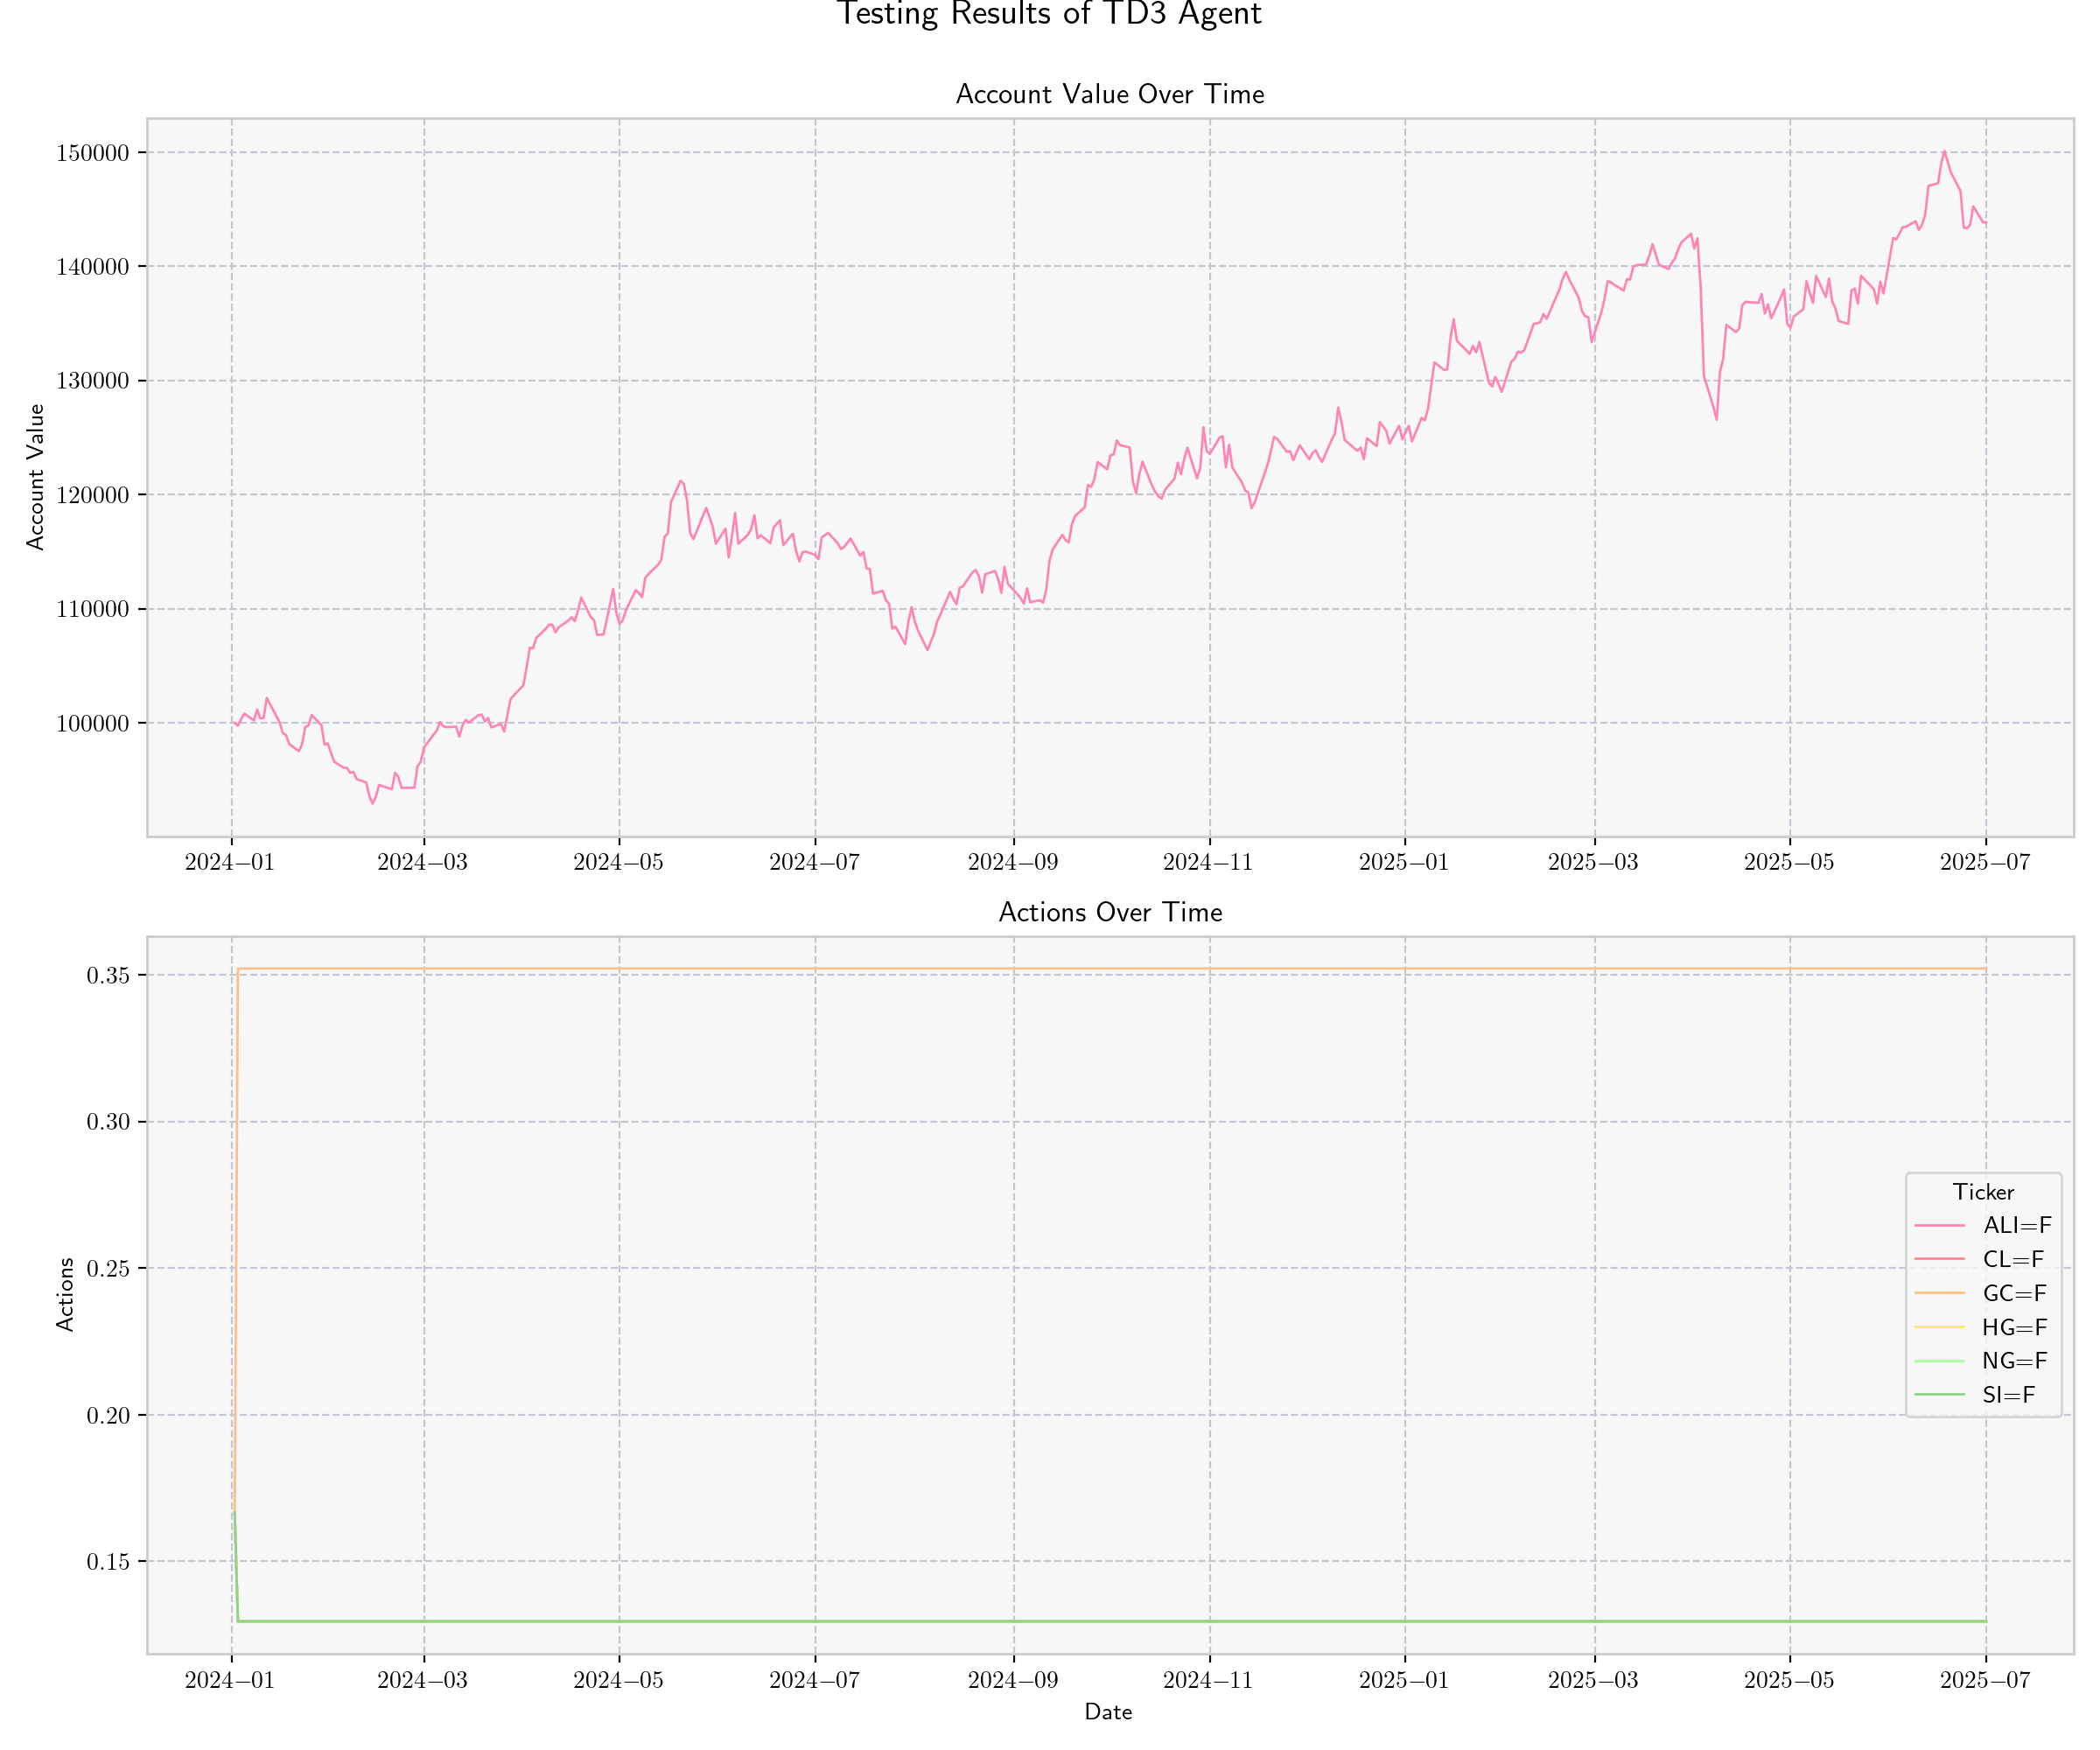 Testing Results of TD3 Agent
Account Value Over Time
Account Value
150000
140000
130000
120000
110000
100000
2024−01 2024−03 2024−05 2024−07 2024−09 2024−11 2025−01 2025−03 2025−05 2025−07
Actions Over Time
Actions
0.35
0.30
0.25
0.20
0.15
Ticker
ALI=F
CL=F
GC=F
HG=F
NG=F
SI=F
2024−01 2024−03 2024−05 2024−07 2024−09 2024−11 2025−01 2025−03 2025−05 2025−07
Date